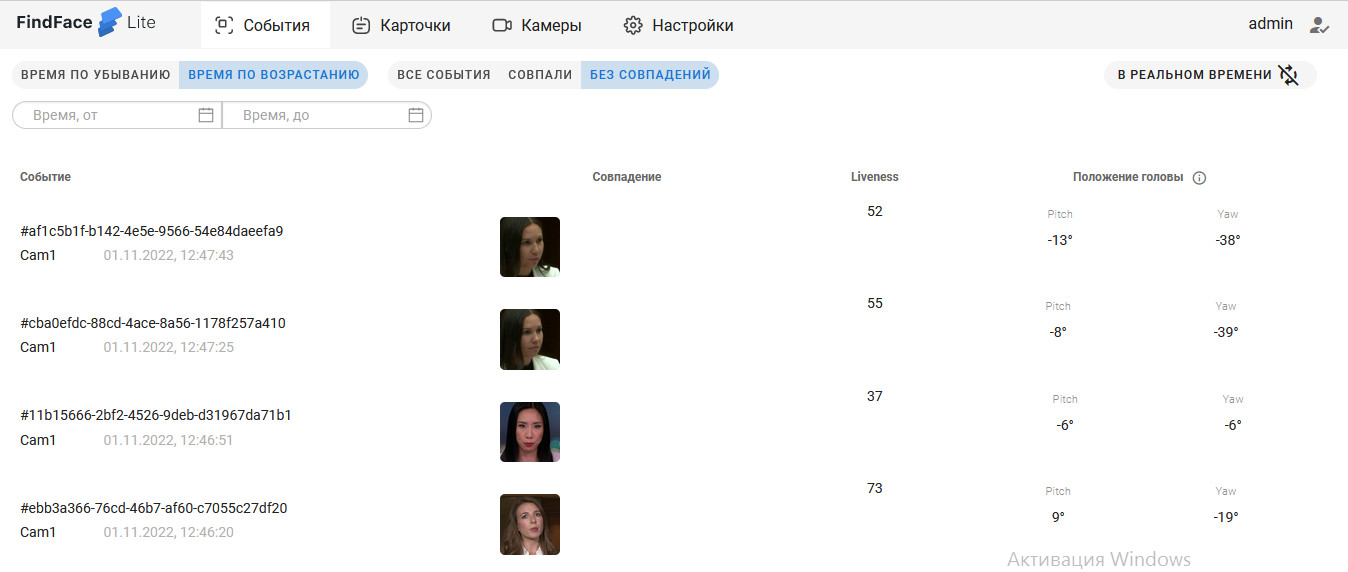 FindFace Lite События Карточки Камеры Настройки admin
ВРЕМЯ ПО УБЫВАНИЮ ВРЕМЯ ПО ВОЗРАСТАНИЮ ВСЕ СОБЫТИЯ СОВПАЛИ БЕЗ СОВПАДЕНИЙ В РЕАЛЬНОМ ВРЕМЕНИ
Время, от Время, до
Событие Совпадение Liveness Положение головы
52 Pitch Yaw
#af1c5b1f-b142-4e5e-9566-54e84daeefa9 -13° -38°
Cam1 01.11.2022, 12:47:43
55 Pitch Yaw
#cba0efdc-88cd-4ace-8a56-1178f257a410 -8° -39°
Cam1 01.11.2022, 12:47:25
37 Pitch Yaw
#11b15666-2bf2-4526-9deb-d31967da71b1 -6° -6°
Cam1 01.11.2022, 12:46:51
73 Pitch Yaw
#ebb3a366-76cd-46b7-af60-c7055c27df20 9° -19°
Cam1 01.11.2022, 12:46:20
Активация Windows